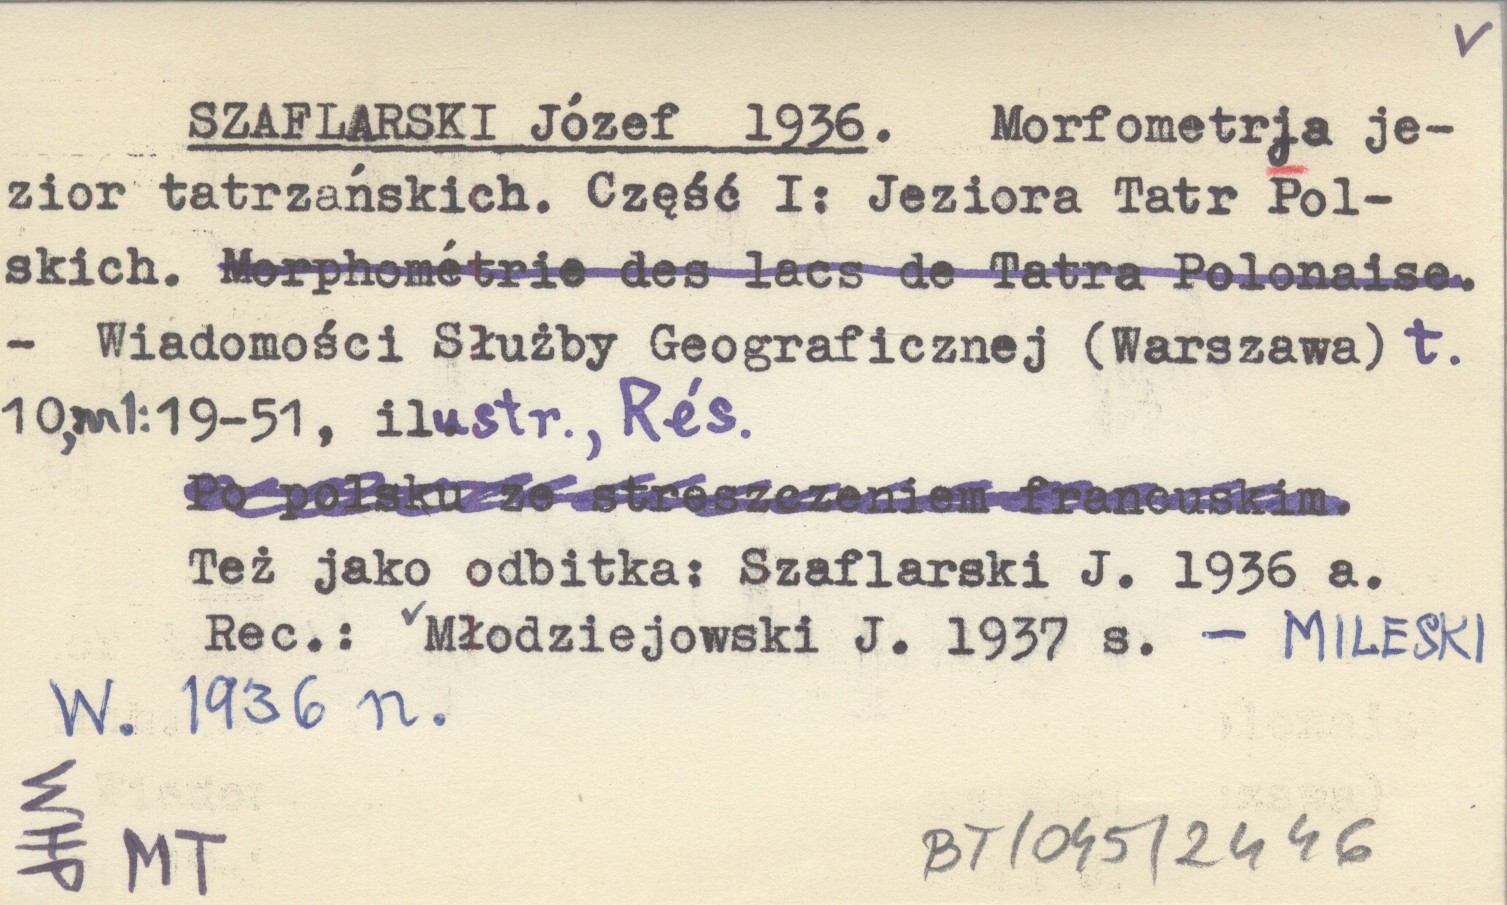 ✓
SZAFLARSKI Józef 1936. Morfometrja je-
zior tatrzańskich. Część I: Jeziora Tatr Pol-
skich. Morphométrie des lacs de Tatra Polonaise.
- Wiadomości Służby Geograficznej (Warszawa) t.
10, nr 1: 19-51, ilustr., Rés.
Po polsku ze streszczeniem francuskim.
Też jako odbitka: Szaflarski J. 1936 a.
Rec.: ✓Młodziejowski J. 1937 s. - MILESKI
W. 1936 n.
MT
BT/045/2446